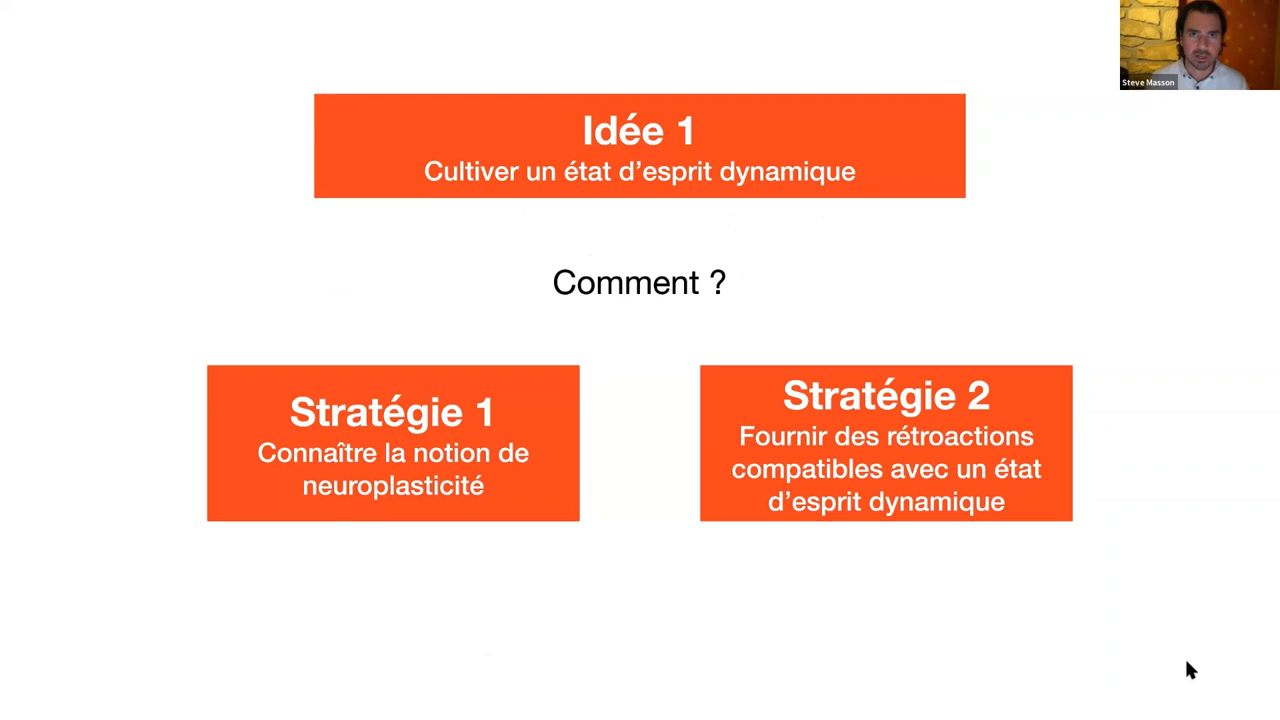 Steve Masson
Idée 1
Cultiver un état d’esprit dynamique
Comment ?
Stratégie 1
Connaître la notion de
neuroplasticité
Stratégie 2
Fournir des rétroactions
compatibles avec un état
d’esprit dynamique